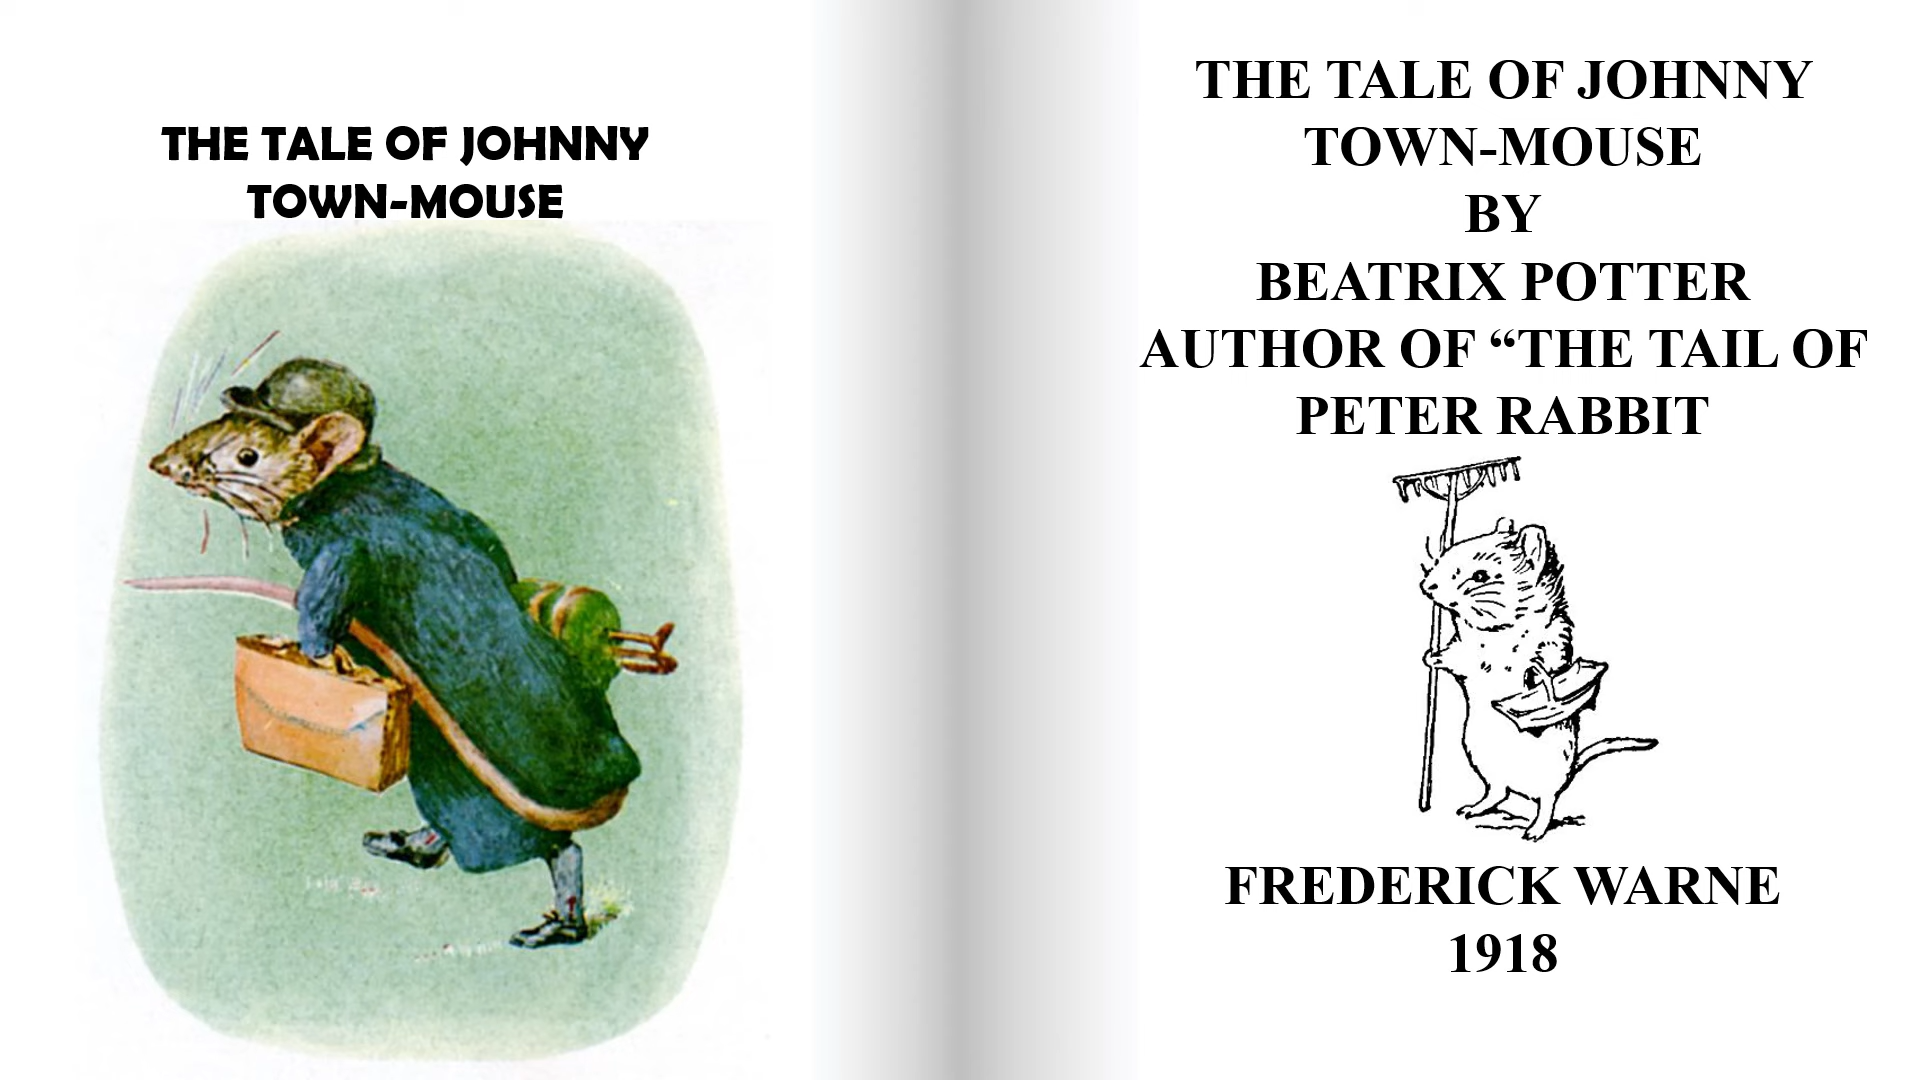 THE TALE OF JOHNNY
TOWN-MOUSE
THE TALE OF JOHNNY
TOWN-MOUSE
BY
BEATRIX POTTER
AUTHOR OF “THE TAIL OF
PETER RABBIT
FREDERICK WARNE
1918